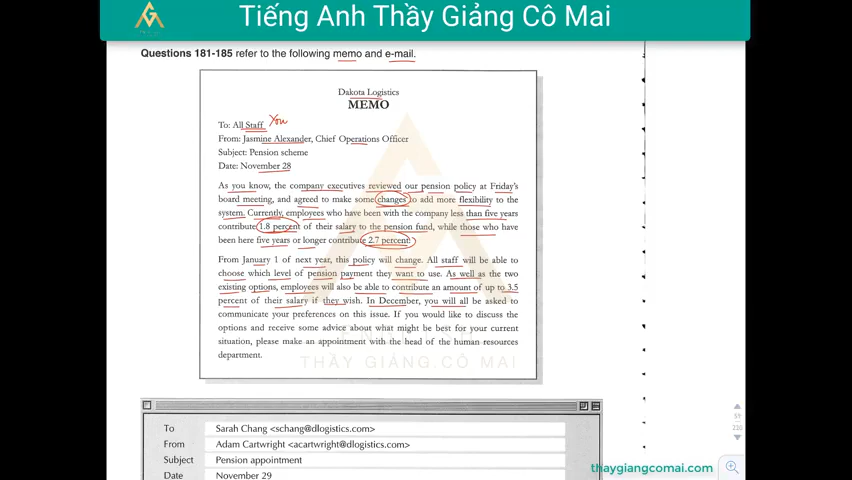 Tiếng Anh Thầy Giảng Cô Mai
Questions 181-185 refer to the following memo and e-mail.
Dakota Logistics
MEMO
To: All Staff You
From: Jasmine Alexander, Chief Operations Officer
Subject: Pension scheme
Date: November 28
As you know, the company executives reviewed our pension policy at Friday's
board meeting, and agreed to make some changes to add more flexibility to the
system. Currently, employees who have been with the company less than five years
contribute 1.8 percent of their salary to the pension fund, while those who have
been here five years or longer contribute 2.7 percent.
From January 1 of next year, this policy will change. All staff will be able to
choose which level of pension payment they want to use. As well as the two
existing options, employees will also be able to contribute an amount of up to 3.5
percent of their salary if they wish. In December, you will all be asked to
communicate your preferences on this issue. If you would like to discuss the
options and receive some advice about what might be best for your current
situation, please make an appointment with the head of the human resources
department.
THẦY GIẢNG.CÔ MAI
To Sarah Chang <schang@dlogistics.com>
From Adam Cartwright <acartwright@dlogistics.com>
Subject Pension appointment
Date November 29
59
220
thaygiangcomai.com